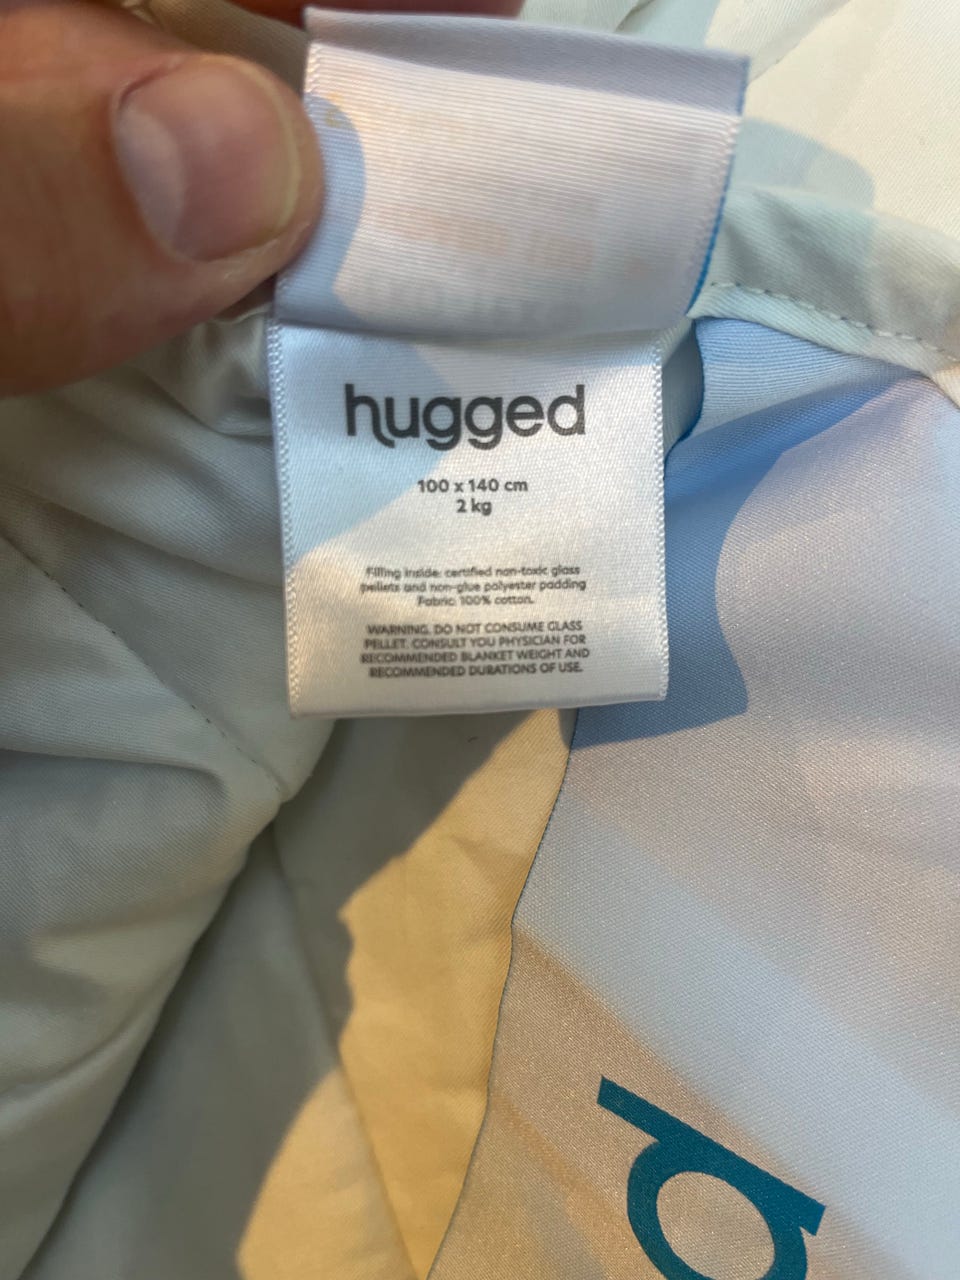 hugged
100 x 140 cm
2 kg
Filling inside: certified non-toxic glass
pellets and non-glue polyester padding
Fabric: 100% cotton.
WARNING. DO NOT CONSUME GLASS
PELLET. CONSULT YOU PHYSICIAN FOR
RECOMMENDED BLANKET WEIGHT AND
RECOMMENDED DURATIONS OF USE.